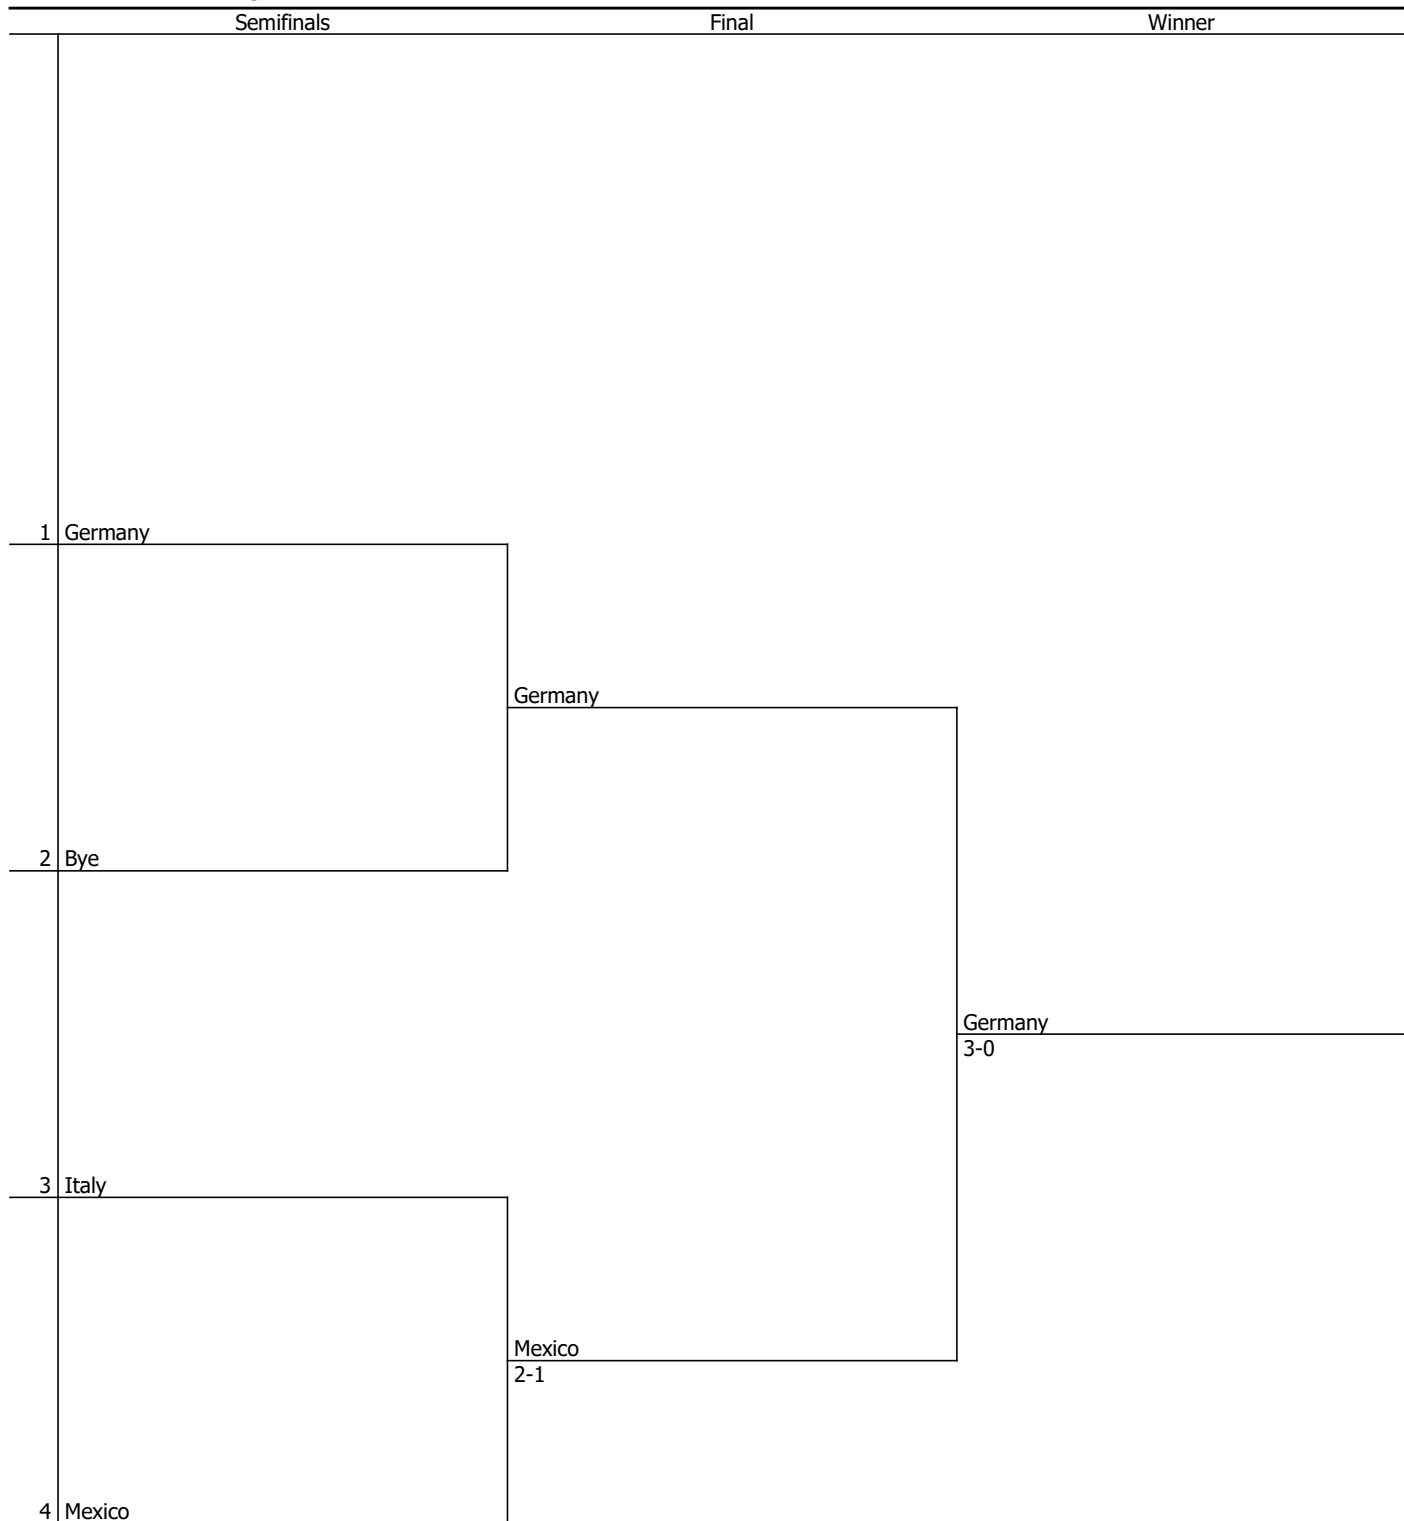 Semifinals Final Winner
1 Germany
Germany
2 Bye
Germany
3-0
3 Italy
Mexico
2-1
4 Mexico